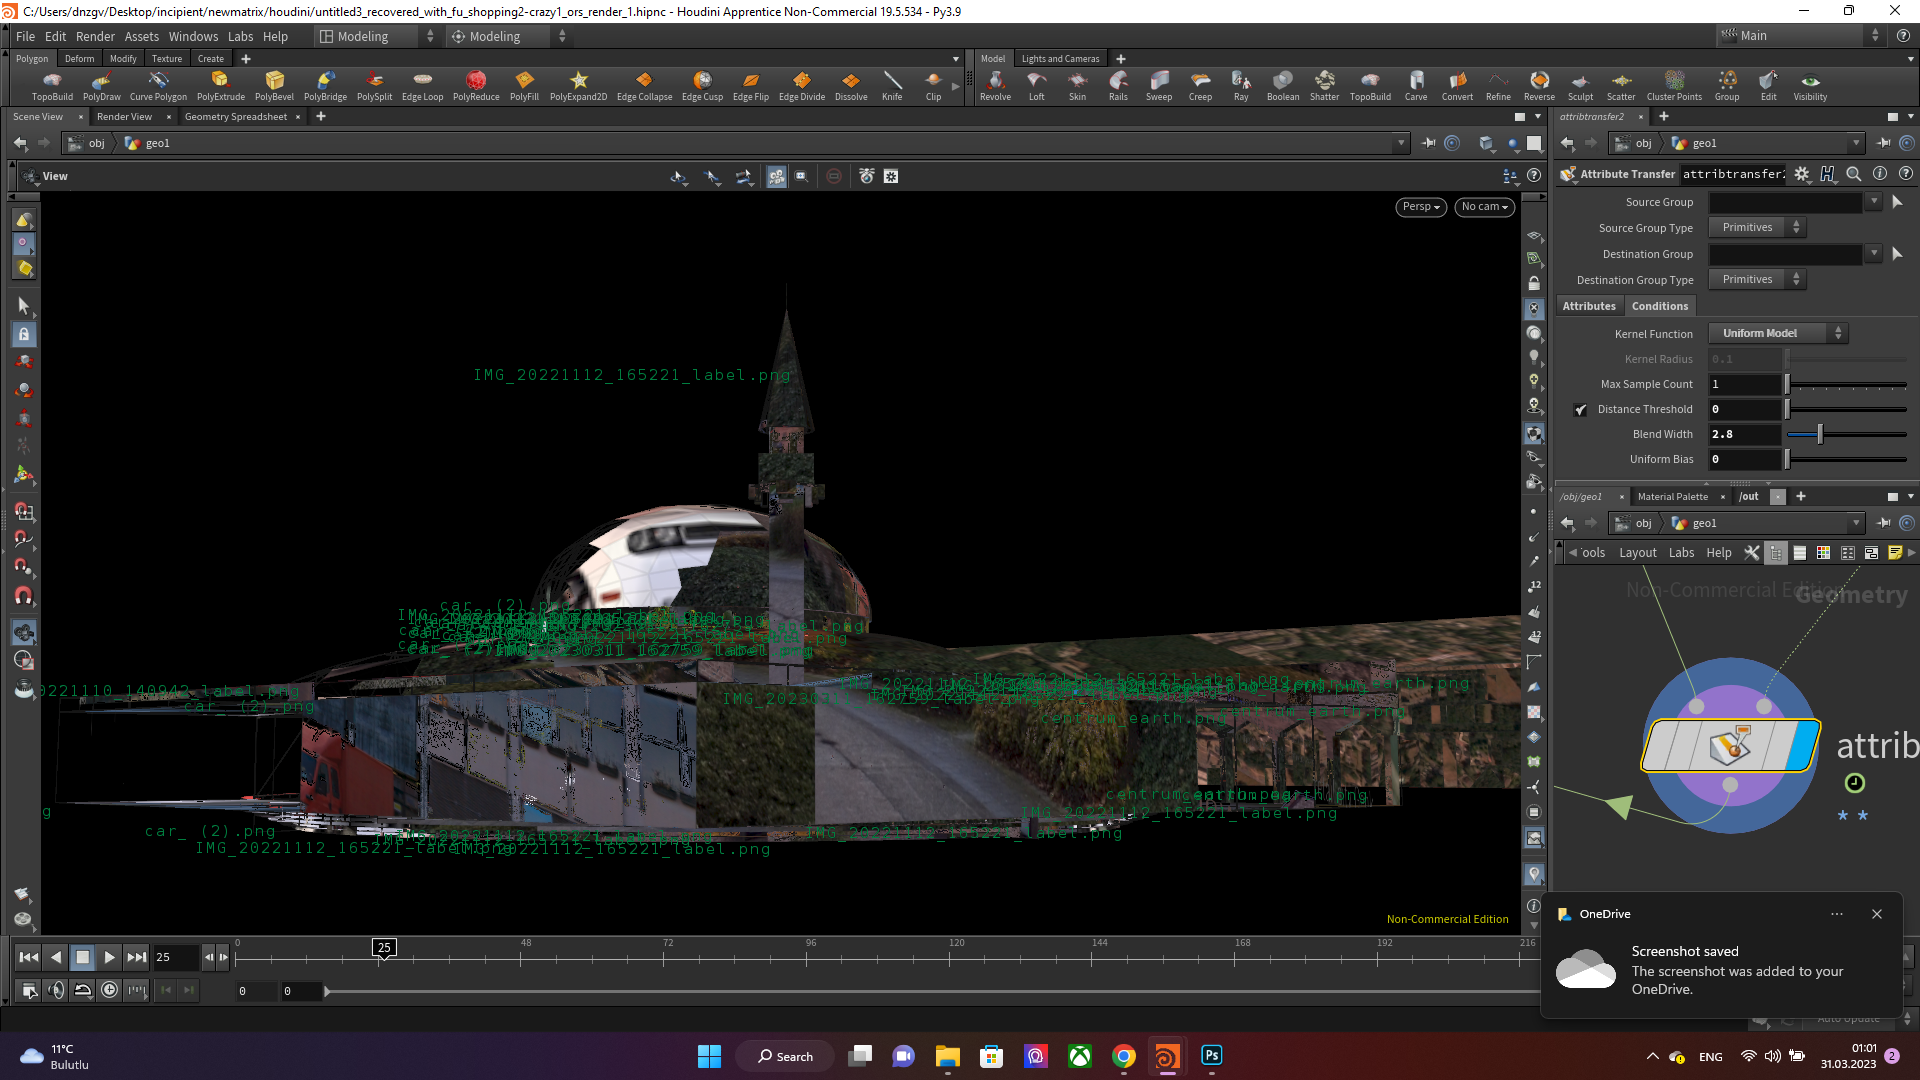 C:/Users/dnzgv/Desktop/incipient/newmatrix/houdini/untitled3_recovered_with_fu_shopping2-crazy1_ors_render_1.hipnc - Houdini Apprentice Non-Commercial 19.5.534 - Py3.9
File Edit Render Assets Windows Labs Help Modeling Modeling Main
Polygon Deform Modify Texture Create Model Lights and Cameras
TopoBuild PolyDraw Curve Polygon PolyExtrude PolyBevel PolyBridge PolySplit Edge Loop PolyReduce PolyFill PolyExpand2D Edge Collapse Edge Cusp Edge Flip Edge Divide Dissolve Knife Clip Revolve Loft Skin Rails Sweep Creep Ray Boolean Shatter TopoBuild Carve Convert Refine Reverse Sculpt Scatter Cluster Points Group Edit Visibility
Scene View Render View Geometry Spreadsheet attribtransfer2
obj geo1 obj geo1
View Attribute Transfer attribtransfer2
Persp No cam
Source Group
Source Group Type Primitives
Destination Group
Destination Group Type Primitives
Attributes Conditions
Kernel Function Uniform Model
Kernel Radius 0.1
Max Sample Count 1
Distance Threshold 0
Blend Width 2.8
Uniform Bias 0
/obj/geo1 Material Palette /out
obj geo1
ools Layout Labs Help
Non-Commercial Edition
Geometry
attrib
IMG_20221112_165221_label.png
car_ (2).png
0221110_140942_label.png
car_ (2).png
centrum_earth.png
centrum_earth.png
IMG_20221112_165221_label.png
car_ (2).png
IMG_20221112_165221_label.png
Non-Commercial Edition
0 25 48 72 96 120 144 168 192 216
25
0 0
Auto Update
OneDrive
Screenshot saved
The screenshot was added to your
OneDrive.
11°C
Bulutlu
Search
ENG
01:01
31.03.2023
2